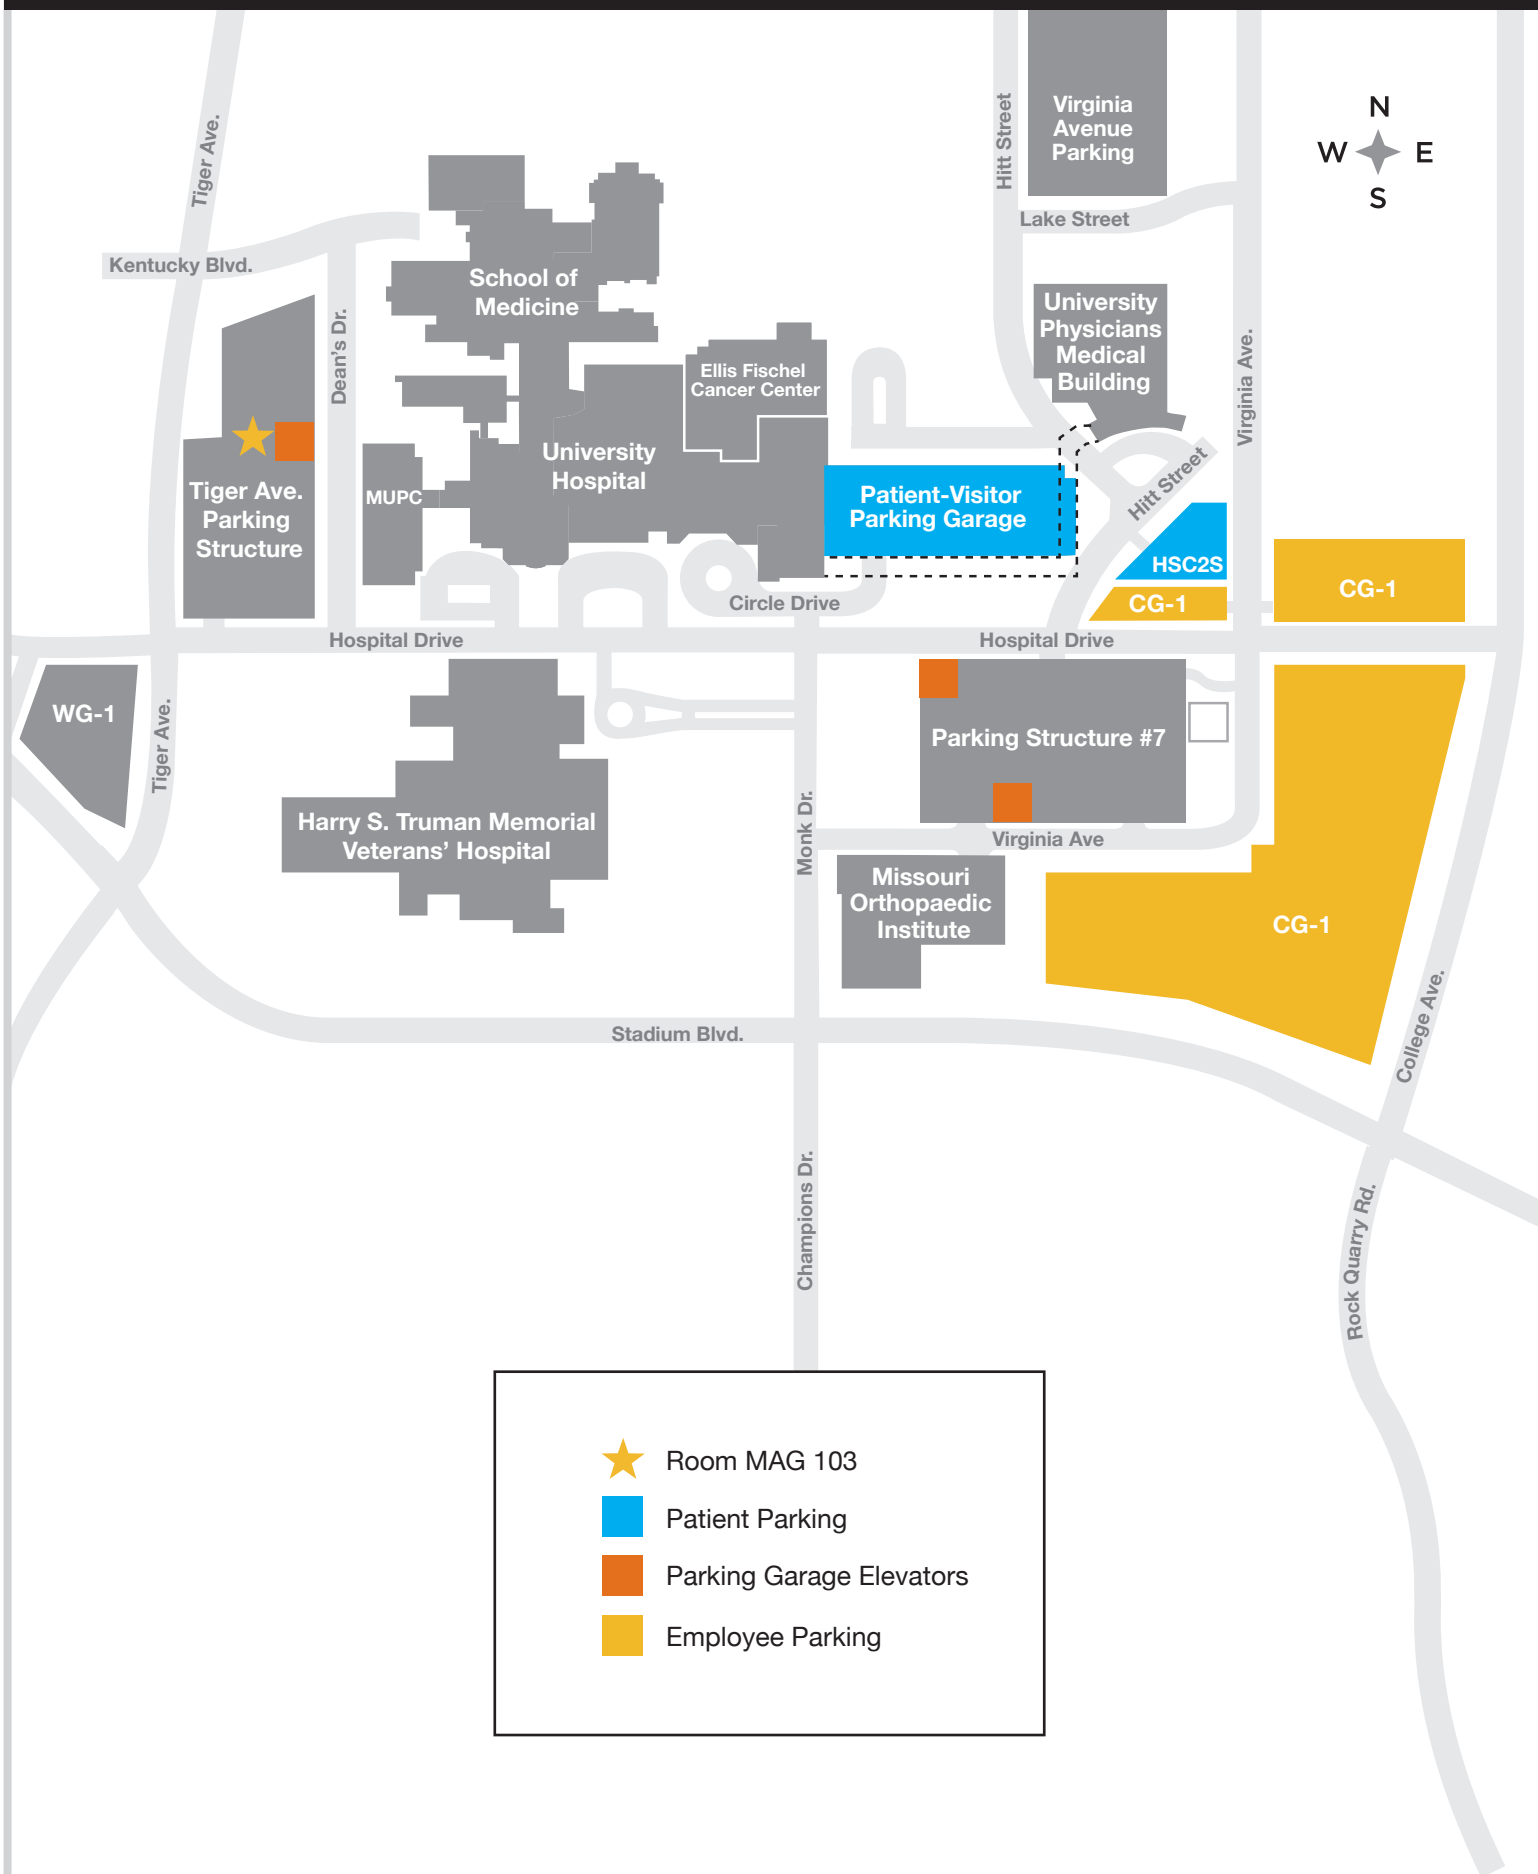 Tiger Ave.
Hitt Street
Virginia
Avenue
Parking
N
W
E
S
Lake Street
Kentucky Blvd.
School of
Medicine
University
Physicians
Medical
Building
Dean's Dr.
Virginia Ave.
Ellis Fischel
Cancer Center
University
Hospital
MUPC
Tiger Ave.
Parking
Structure
Patient-Visitor
Parking Garage
Hitt Street
HSC2S
CG-1
CG-1
Circle Drive
Hospital Drive
Hospital Drive
WG-1
Tiger Ave.
Parking Structure #7
Harry S. Truman Memorial
Veterans’ Hospital
Monk Dr.
Virginia Ave
Missouri
Orthopaedic
Institute
CG-1
College Ave.
Stadium Blvd.
Champions Dr.
Rock Quarry Rd.
Room MAG 103
Patient Parking
Parking Garage Elevators
Employee Parking